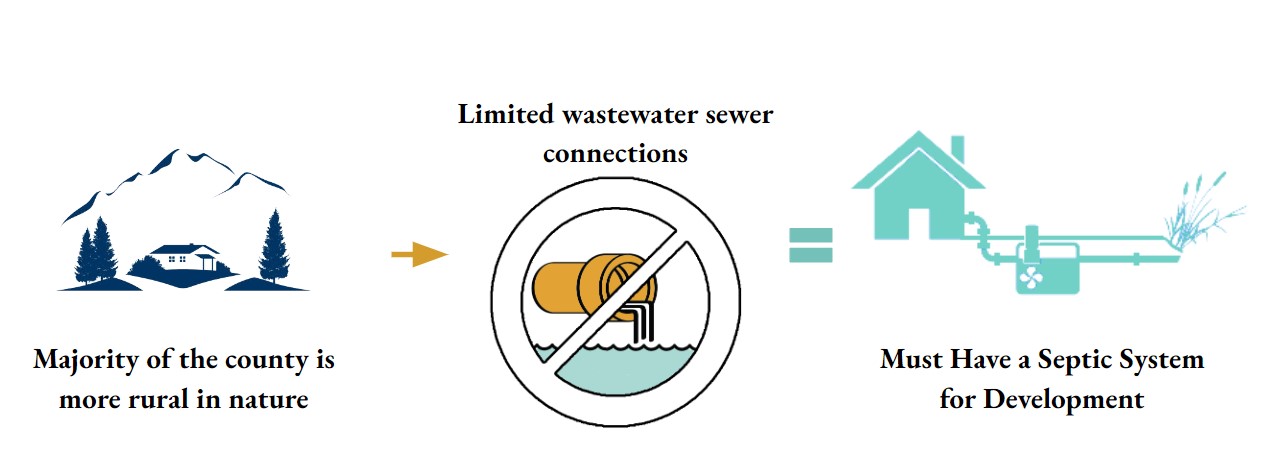 Majority of the county is
more rural in nature
Limited wastewater sewer
connections
Must Have a Septic System
for Development